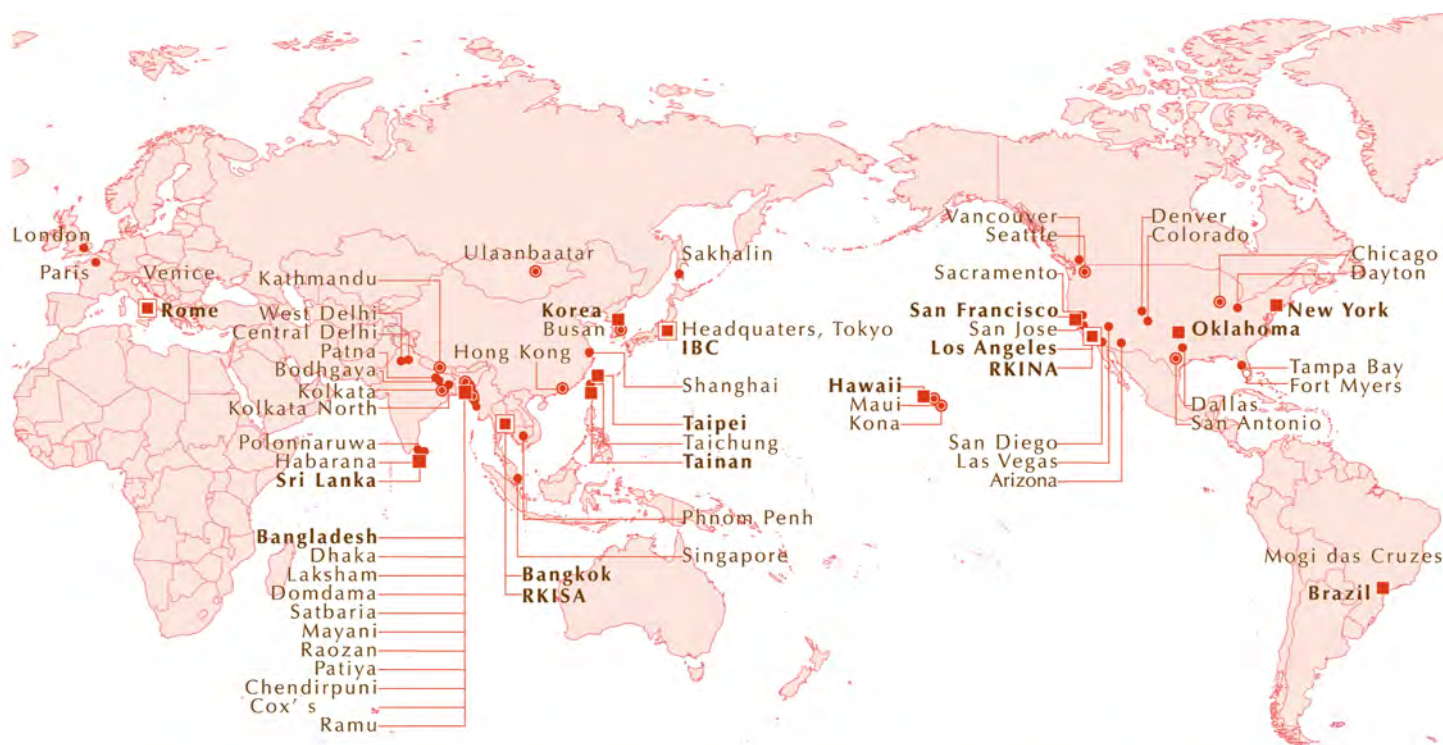 London
Paris
Venice
Rome
Kathmandu
West Delhi
Central Delhi
Patna
Bodhgaya
Kolkata
Kolkata North
Polonnaruwa
Habarana
Sri Lanka
Bangladesh
Dhaka
Laksham
Domdama
Satbaria
Mayani
Raozan
Patiya
Chendirpuni
Cox’ s
Ramu
Ulaanbaatar
Sakhalin
Korea
Busan
Headquaters, Tokyo
IBC
Hong Kong
Shanghai
Taipei
Taichung
Tainan
Phnom Penh
Singapore
Bangkok
RKISA
Hawaii
Maui
Kona
Vancouver
Seattle
Sacramento
San Francisco
San Jose
Los Angeles
RKINA
San Diego
Las Vegas
Arizona
Denver
Colorado
Chicago
Dayton
New York
Oklahoma
Tampa Bay
Fort Myers
Dallas
San Antonio
Mogi das Cruzes
Brazil